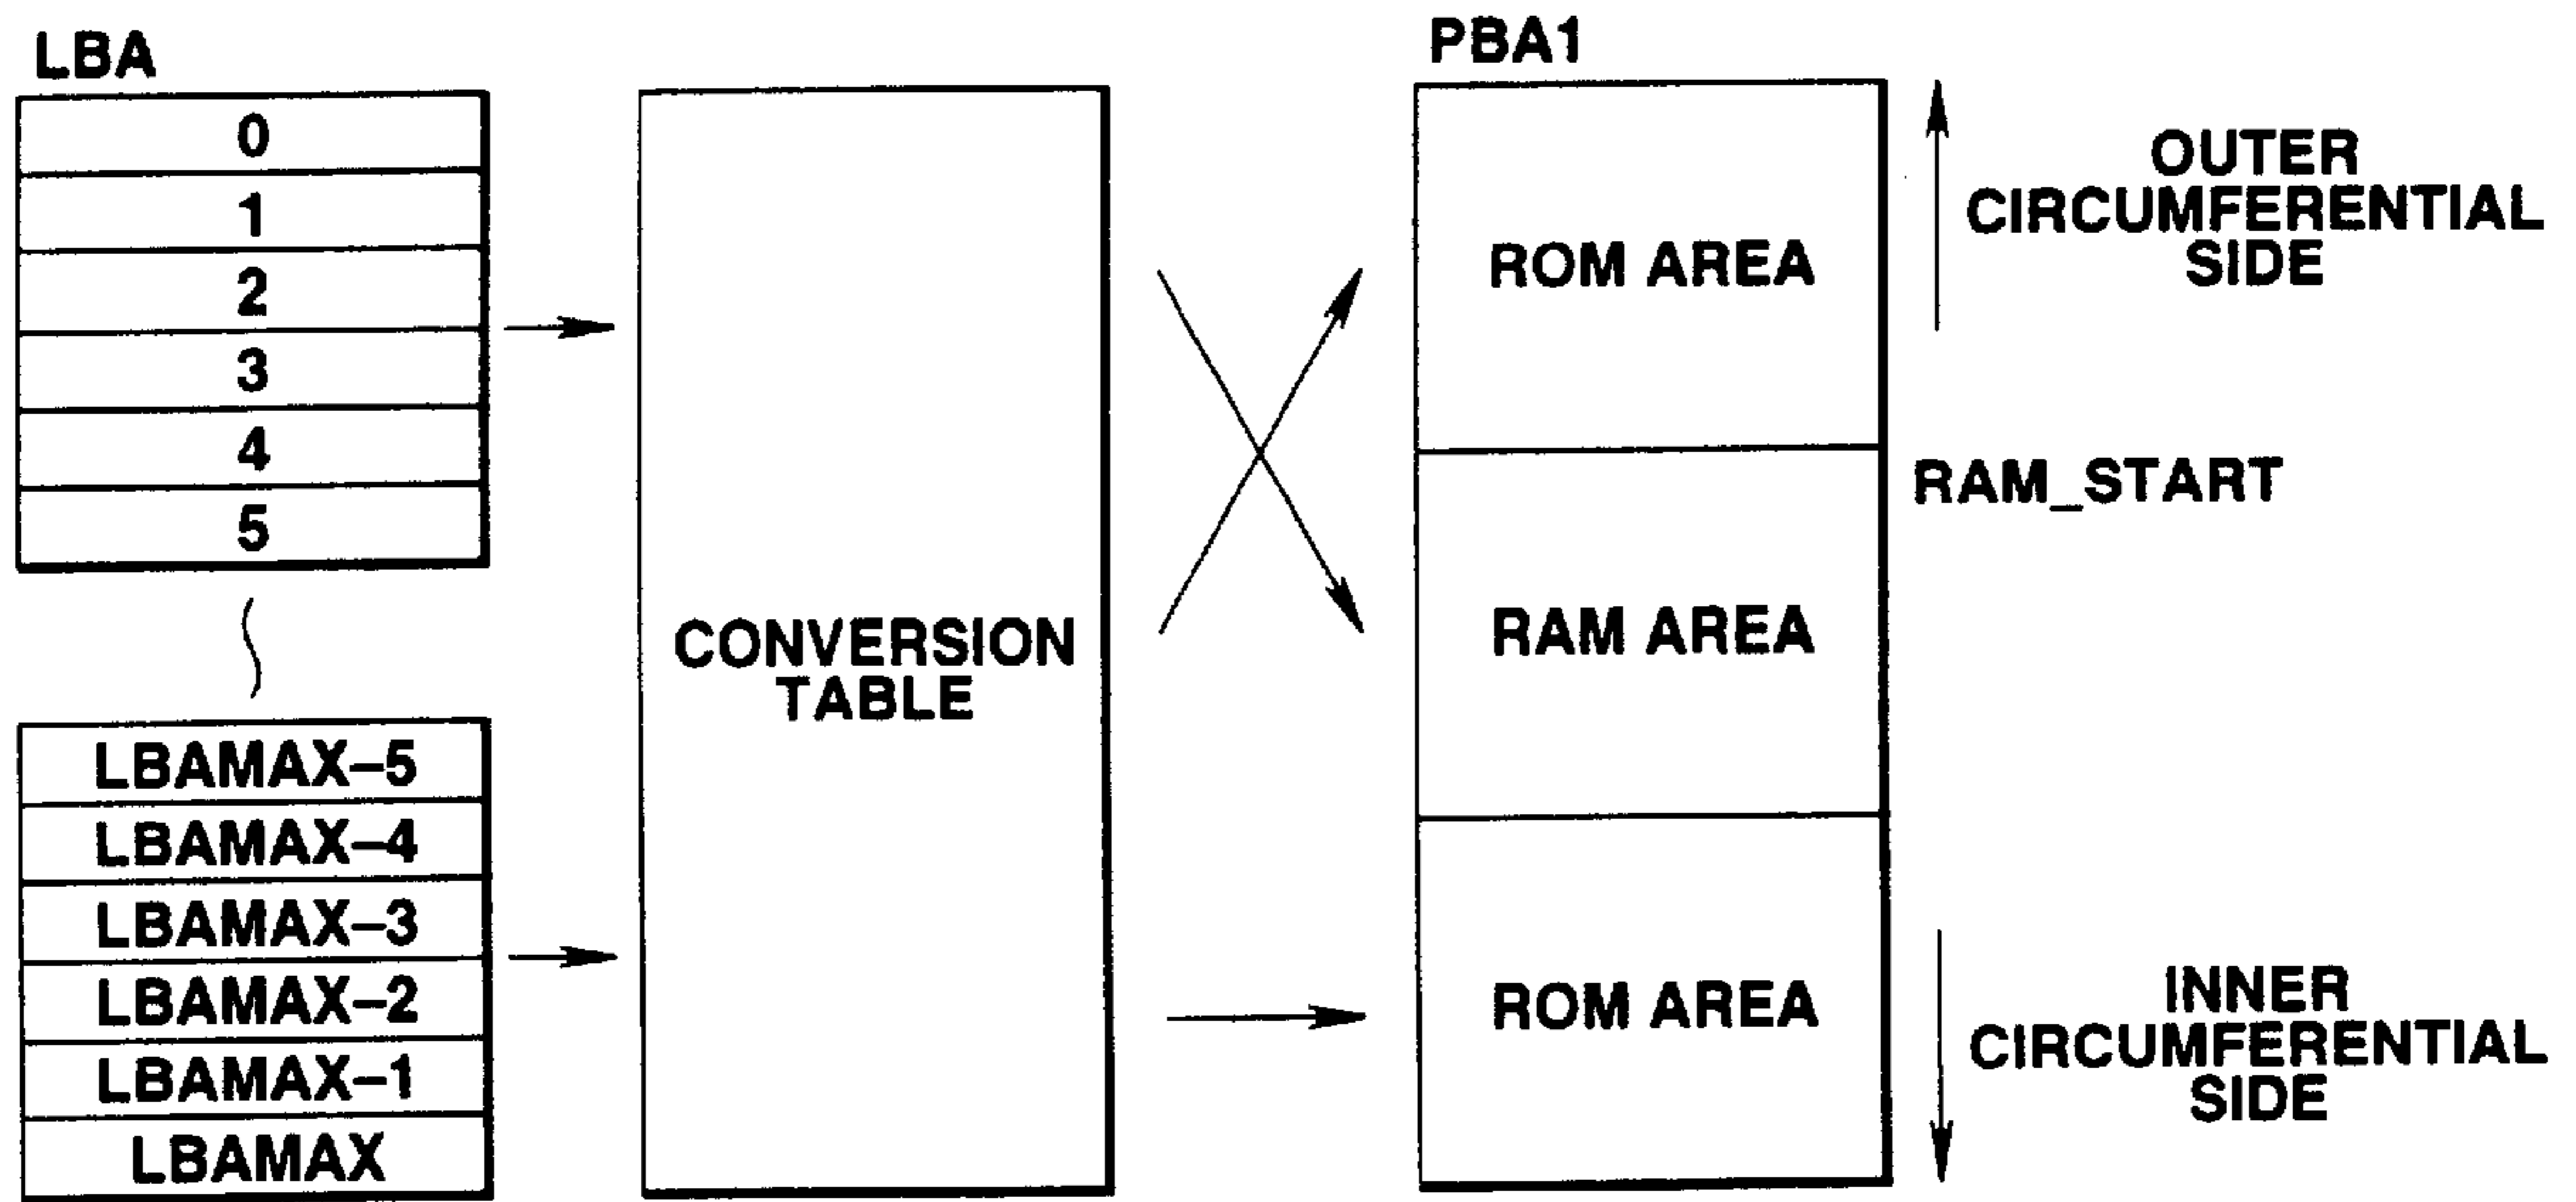 LBA
0
1
2
3
4
5
LBAMAX–5
LBAMAX–4
LBAMAX–3
LBAMAX–2
LBAMAX–1
LBAMAX
CONVERSION
TABLE
PBA1
ROM AREA
RAM AREA
ROM AREA
OUTER
CIRCUMFERENTIAL
SIDE
RAM_START
INNER
CIRCUMFERENTIAL
SIDE